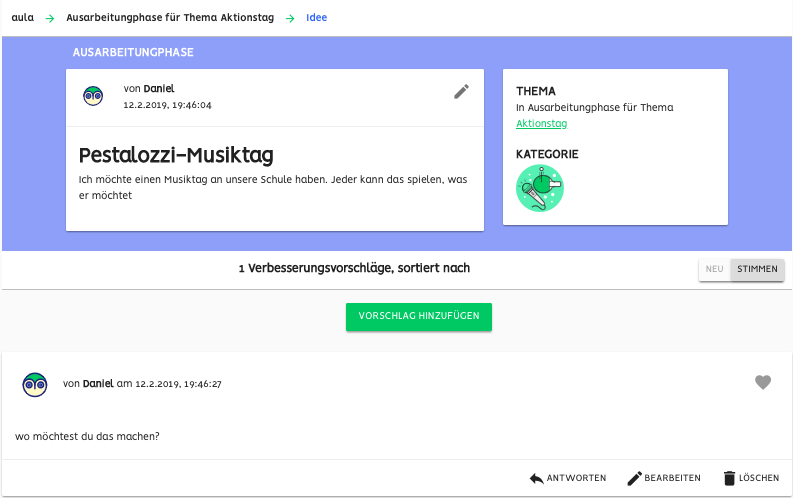 aula → Ausarbeitungphase für Thema Aktionstag → Idee
AUSARBEITUNGPHASE
von Daniel
12.2.2019, 19:46:04
Pestalozzi-Musiktag
Ich möchte einen Musiktag an unsere Schule haben. Jeder kann das spielen, was
er möchtet
THEMA
In Ausarbeitungphase für Thema
Aktionstag
KATEGORIE
1 Verbesserungsvorschläge, sortiert nach
NEU STIMMEN
VORSCHLAG HINZUFÜGEN
von Daniel am 12.2.2019, 19:46:27
wo möchtest du das machen?
ANTWORTEN BEARBEITEN LÖSCHEN